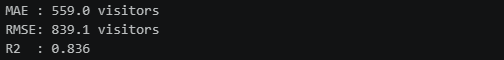 MAE : 559.0 visitors
RMSE: 839.1 visitors
R2  : 0.836